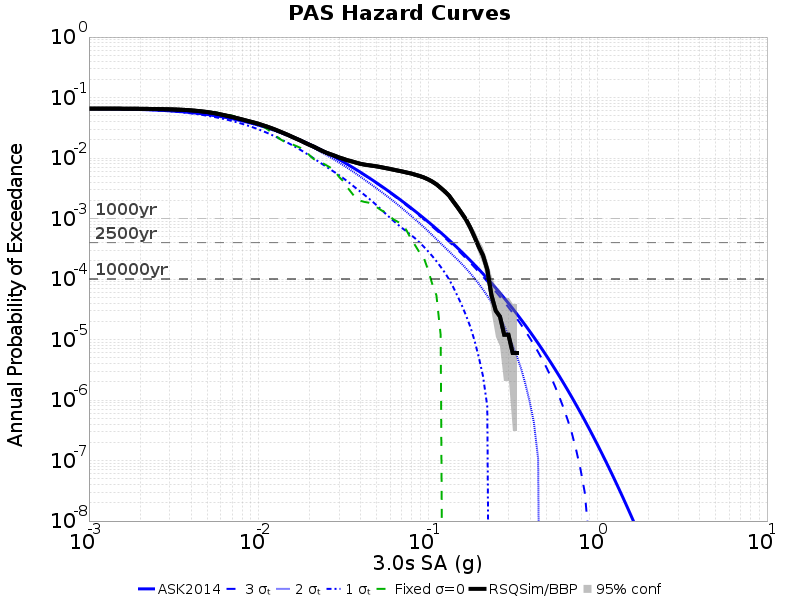 PAS Hazard Curves
Annual Probability of Exceedance
10^0
10^-1
10^-2
10^-3
10^-4
10^-5
10^-6
10^-7
10^-8
1000yr
2500yr
10000yr
10^-3 10^-2 10^-1 10^0 10^1
3.0s SA (g)
ASK2014 3 σₜ 2 σₜ 1 σₜ Fixed σ=0 RSQSim/BBP 95% conf